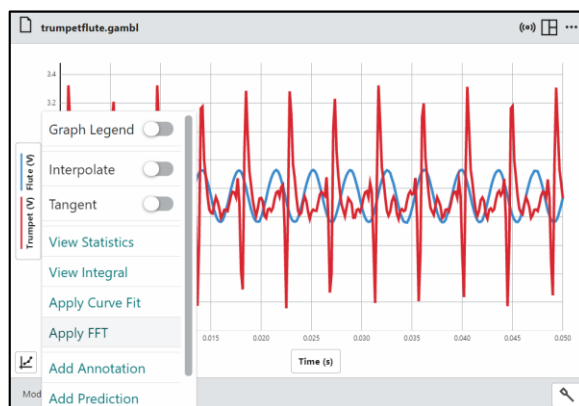 trumpetflute.gambl
3.4
3.2
Graph Legend
Interpolate
Tangent
View Statistics
View Integral
Apply Curve Fit
Apply FFT
Add Annotation
Add Prediction
Trumpet (V) Flute (V)
0.015 0.020 0.025 0.030 0.035 0.040 0.045 0.050
Time (s)
Mod